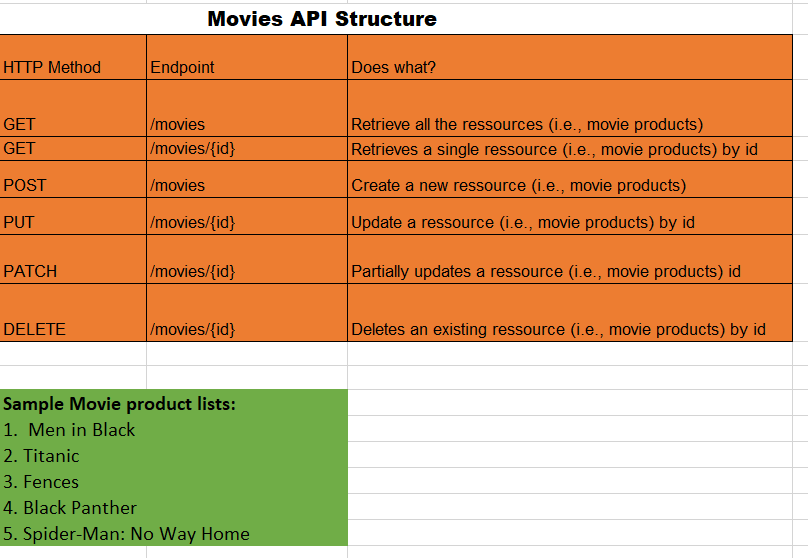 Movies API Structure
HTTP Method Endpoint Does what?
GET /movies Retrieve all the ressources (i.e., movie products)
GET /movies/{id} Retrieves a single ressource (i.e., movie products) by id
POST /movies Create a new ressource (i.e., movie products)
PUT /movies/{id} Update a ressource (i.e., movie products) by id
PATCH /movies/{id} Partially updates a ressource (i.e., movie products) id
DELETE /movies/{id} Deletes an existing ressource (i.e., movie products) by id
Sample Movie product lists:
1. Men in Black
2. Titanic
3. Fences
4. Black Panther
5. Spider-Man: No Way Home